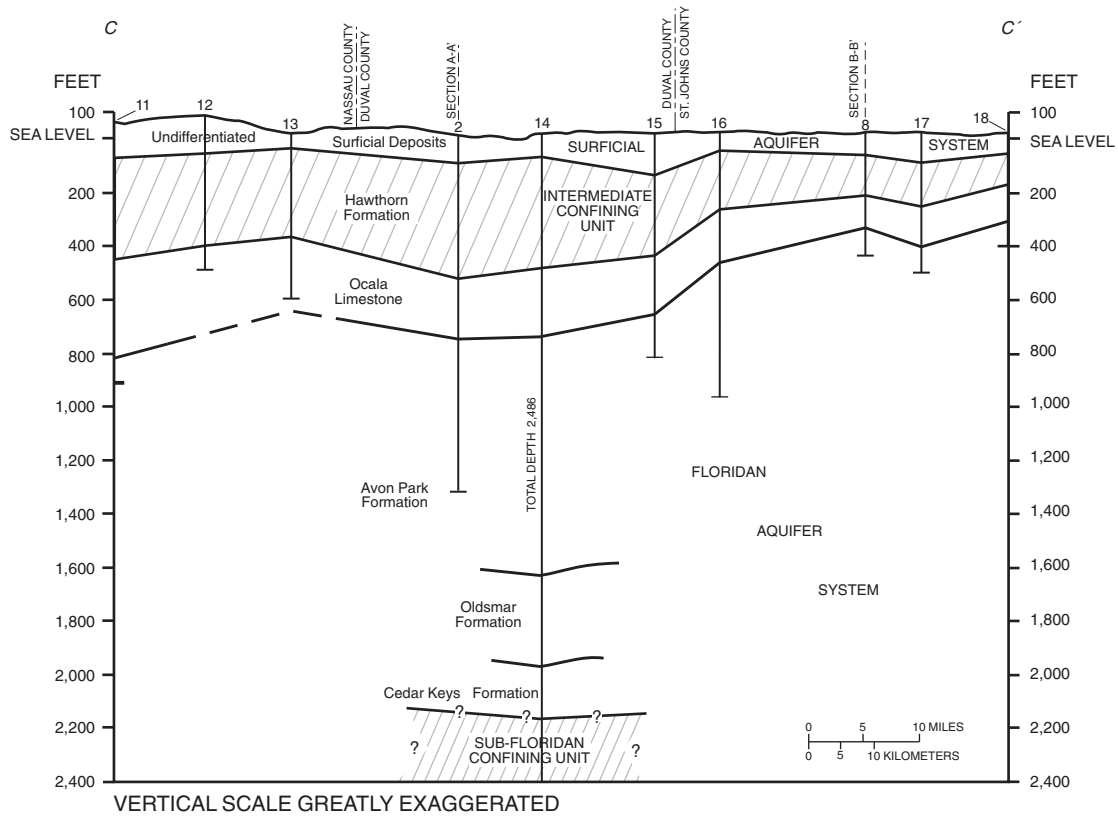 C
C´
NASSAU COUNTY
DUVAL COUNTY
SECTION A-A'
DUVAL COUNTY
ST. JOHNS COUNTY
SECTION B-B'
FEET
FEET
11
12
13
2
14
15
16
8
17
18
100
100
SEA LEVEL
SEA LEVEL
Undifferentiated
Surficial Deposits
SURFICIAL
AQUIFER
SYSTEM
200
200
Hawthorn
Formation
INTERMEDIATE
CONFINING
UNIT
400
400
Ocala
Limestone
600
600
800
800
1,000
1,000
TOTAL DEPTH 2,486
1,200
1,200
FLORIDAN
Avon Park
Formation
1,400
1,400
AQUIFER
1,600
1,600
SYSTEM
Oldsmar
Formation
1,800
1,800
2,000
2,000
Cedar Keys Formation
? ? ?
2,200
2,200
? SUB-FLORIDAN ?
CONFINING UNIT
0 5 10 MILES
0 5 10 KILOMETERS
2,400
2,400
VERTICAL SCALE GREATLY EXAGGERATED